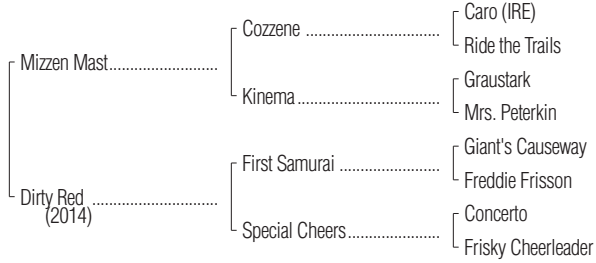 Mizzen Mast..........................
Dirty Red ..............................
(2014)
Cozzene ................................
Kinema..................................
First Samurai ........................
Special Cheers......................
Caro (IRE)
Ride the Trails
Graustark
Mrs. Peterkin
Giant's Causeway
Freddie Frisson
Concerto
Frisky Cheerleader